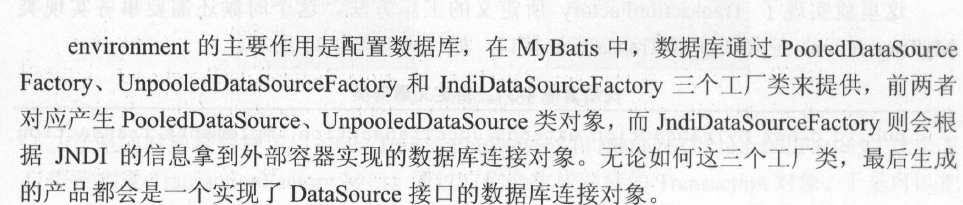 environment 的主要作用是配置数据库，在 MyBatis 中，数据库通过 PooledDataSource
Factory、UnpooledDataSourceFactory 和 JndiDataSourceFactory 三个工厂类来提供，前两者
对应产生 PooledDataSource、UnpooledDataSource 类对象，而 JndiDataSourceFactory 则会根
据 JNDI 的信息拿到外部容器实现的数据库连接对象。无论如何这三个工厂类，最后生成
的产品都会是一个实现了 DataSource 接口的数据库连接对象。